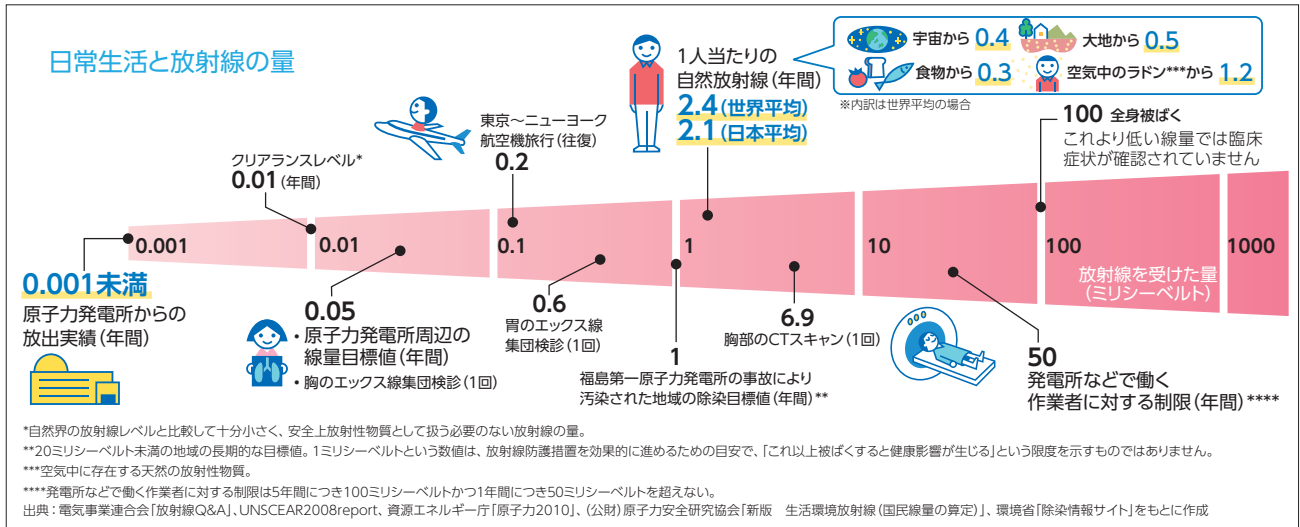 日常生活と放射線の量
1人当たりの
自然放射線(年間)
2.4(世界平均)
2.1(日本平均)
宇宙から 0.4
大地から 0.5
食物から 0.3
空気中のラドン***から 1.2
※内訳は世界平均の場合
東京〜ニューヨーク
航空機旅行(往復)
0.2
クリアランスレベル*
0.01(年間)
100 全身被ばく
これより低い線量では臨床
症状が確認されていません
0.001
0.01
0.1
1
10
100
1000
放射線を受けた量
(ミリシーベルト)
0.001未満
原子力発電所からの
放出実績(年間)
0.05
・原子力発電所周辺の
線量目標値(年間)
・胸のエックス線集団検診(1回)
0.6
胃のエックス線
集団検診(1回)
1
福島第一原子力発電所の事故により
汚染された地域の除染目標値(年間)**
6.9
胸部のCTスキャン(1回)
50
発電所などで働く
作業者に対する制限(年間)****
*自然界の放射線レベルと比較して十分小さく、安全上放射性物質として扱う必要のない放射線の量。
**20ミリシーベルト未満の地域の長期的な目標値。1ミリシーベルトという数値は、放射線防護措置を効果的に進めるための目安で、「これ以上被ばくすると健康影響が生じる」という限度を示すものではありません。
***空気中に存在する天然の放射性物質。
****発電所などで働く作業者に対する制限は5年間につき100ミリシーベルトかつ1年間につき50ミリシーベルトを超えない。
出典：電気事業連合会「放射線Q&A」、UNSCEAR2008report、資源エネルギー庁「原子力2010」、(公財)原子力安全研究協会「新版　生活環境放射線(国民線量の算定)」、環境省「除染情報サイト」をもとに作成